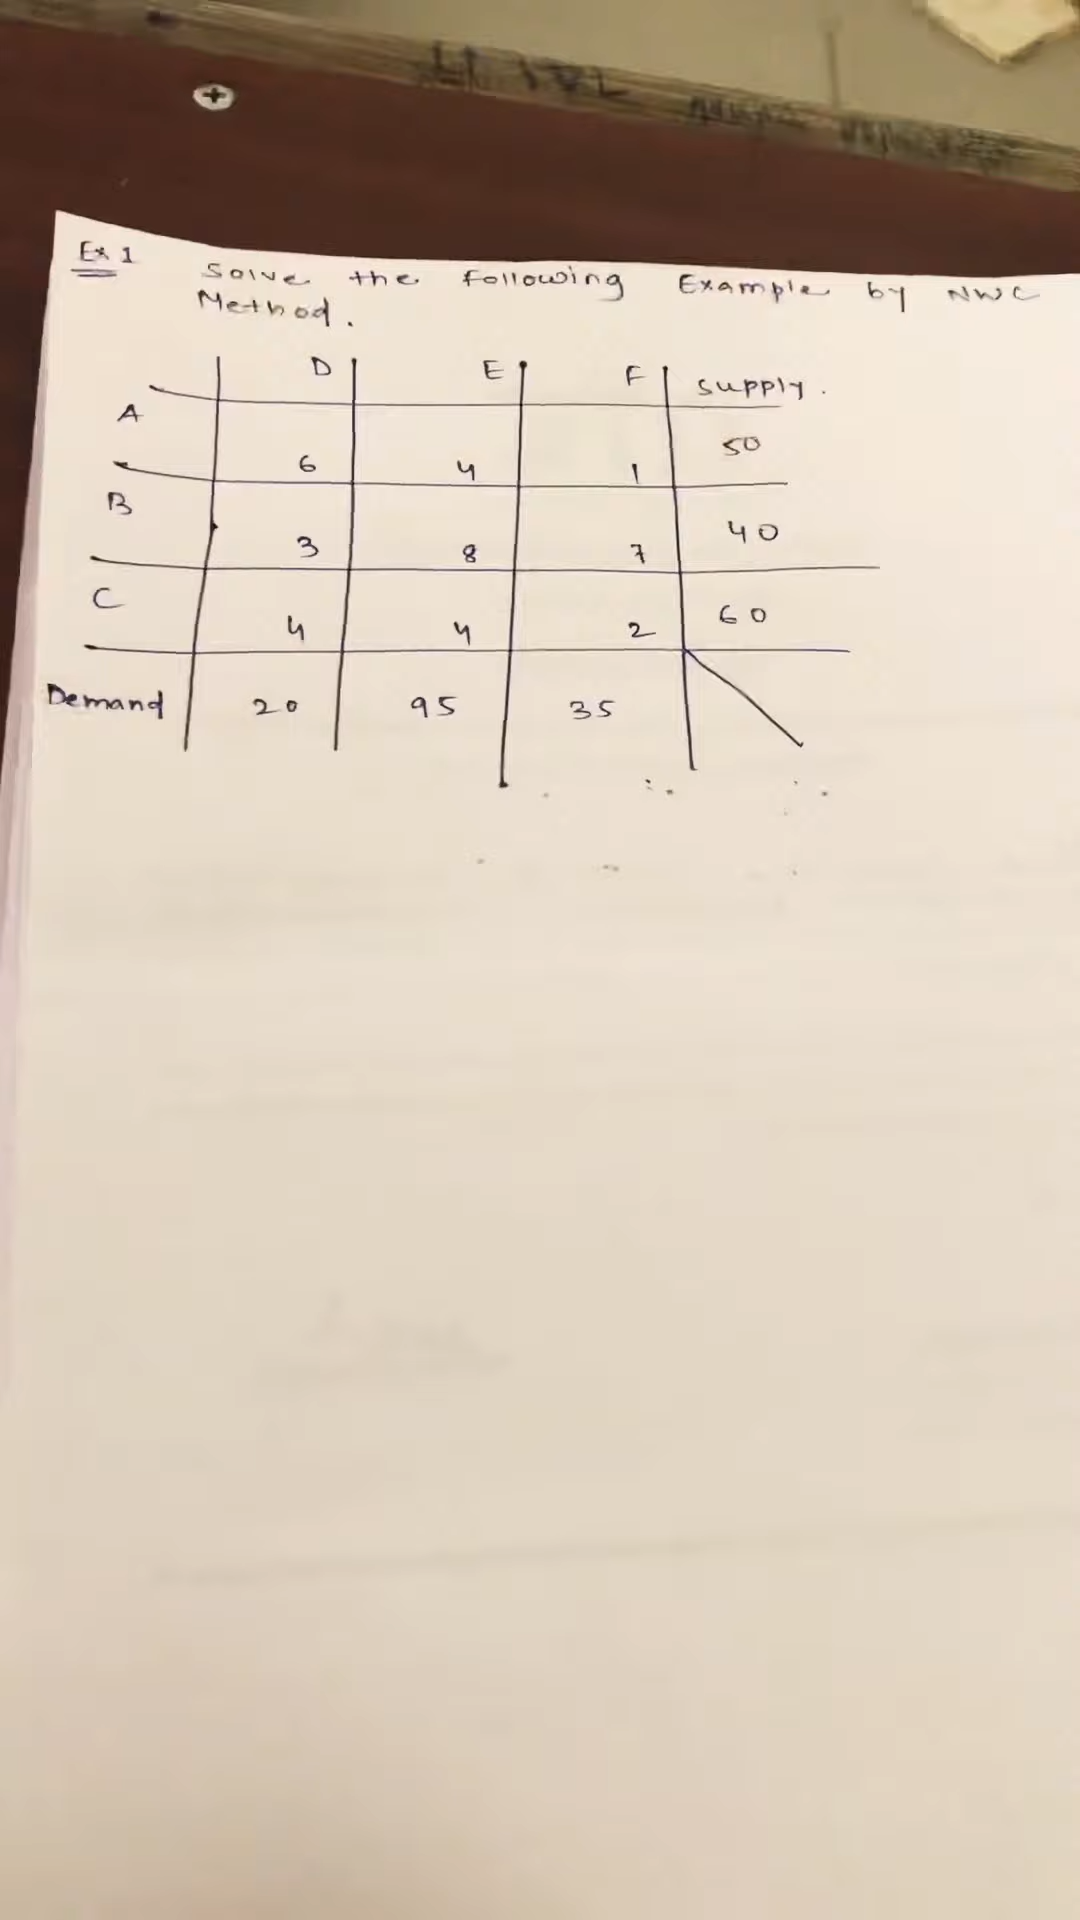 Ex 1 Solve the Following Example by NWC
Method.
D E F Supply.
A 6 4 1 50
B 3 8 7 40
C 4 4 2 60
Demand 20 95 35